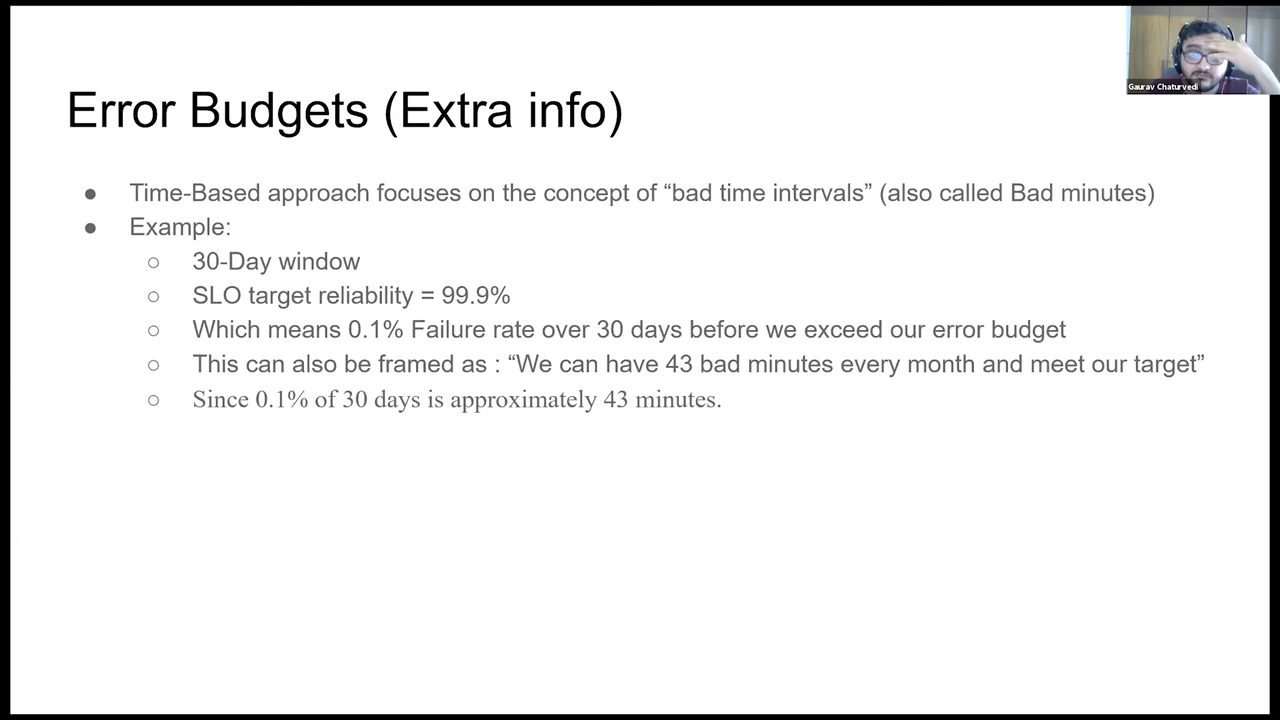 Gaurav Chaturvedi
Error Budgets (Extra info)
● Time-Based approach focuses on the concept of “bad time intervals” (also called Bad minutes)
● Example:
○ 30-Day window
○ SLO target reliability = 99.9%
○ Which means 0.1% Failure rate over 30 days before we exceed our error budget
○ This can also be framed as : “We can have 43 bad minutes every month and meet our target”
○ Since 0.1% of 30 days is approximately 43 minutes.